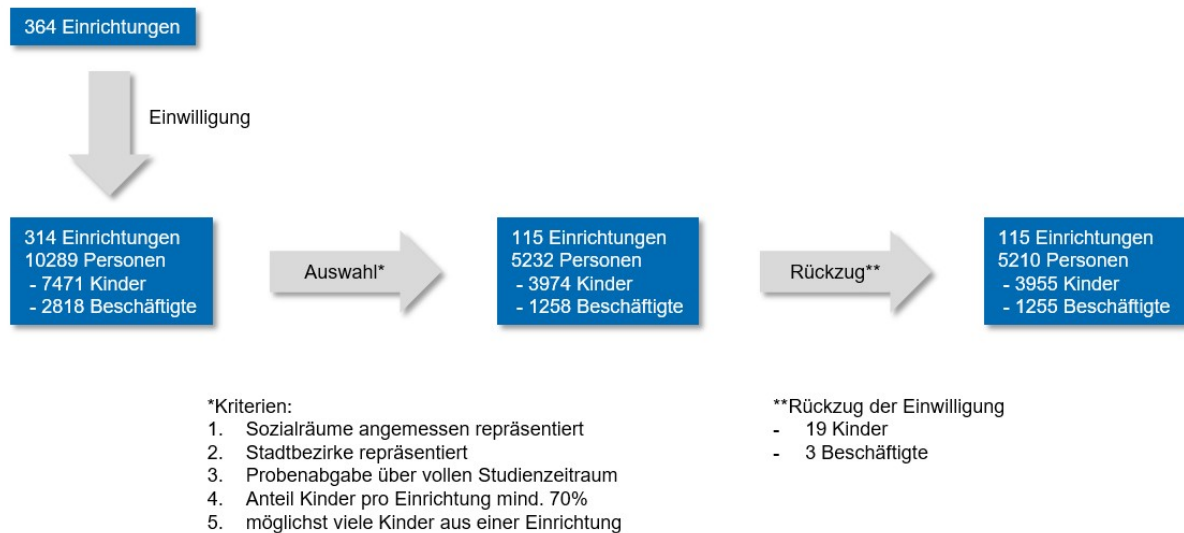 364 Einrichtungen
Einwilligung
314 Einrichtungen
10289 Personen
- 7471 Kinder
- 2818 Beschäftigte
Auswahl*
115 Einrichtungen
5232 Personen
- 3974 Kinder
- 1258 Beschäftigte
Rückzug**
115 Einrichtungen
5210 Personen
- 3955 Kinder
- 1255 Beschäftigte
*Kriterien:
1. Sozialräume angemessen repräsentiert
2. Stadtbezirke repräsentiert
3. Probenabgabe über vollen Studienzeitraum
4. Anteil Kinder pro Einrichtung mind. 70%
5. möglichst viele Kinder aus einer Einrichtung
**Rückzug der Einwilligung
- 19 Kinder
- 3 Beschäftigte